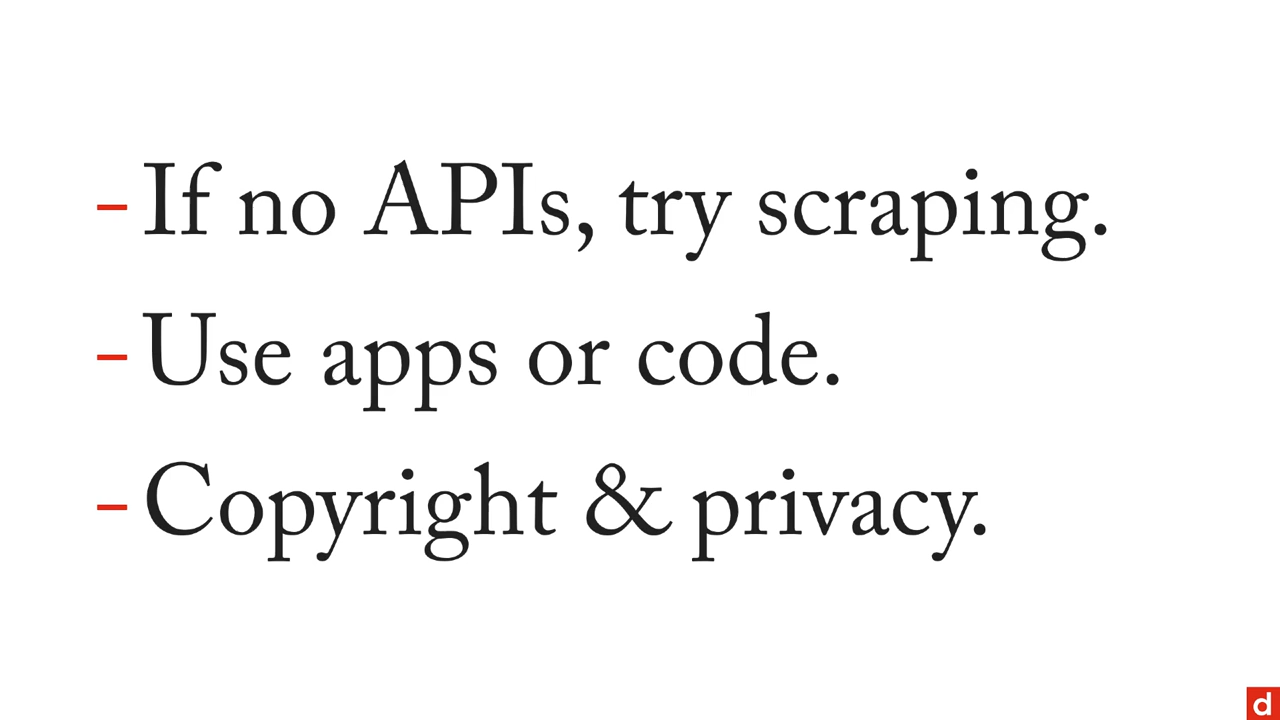 - If no APIs, try scraping.
- Use apps or code.
- Copyright & privacy.
d